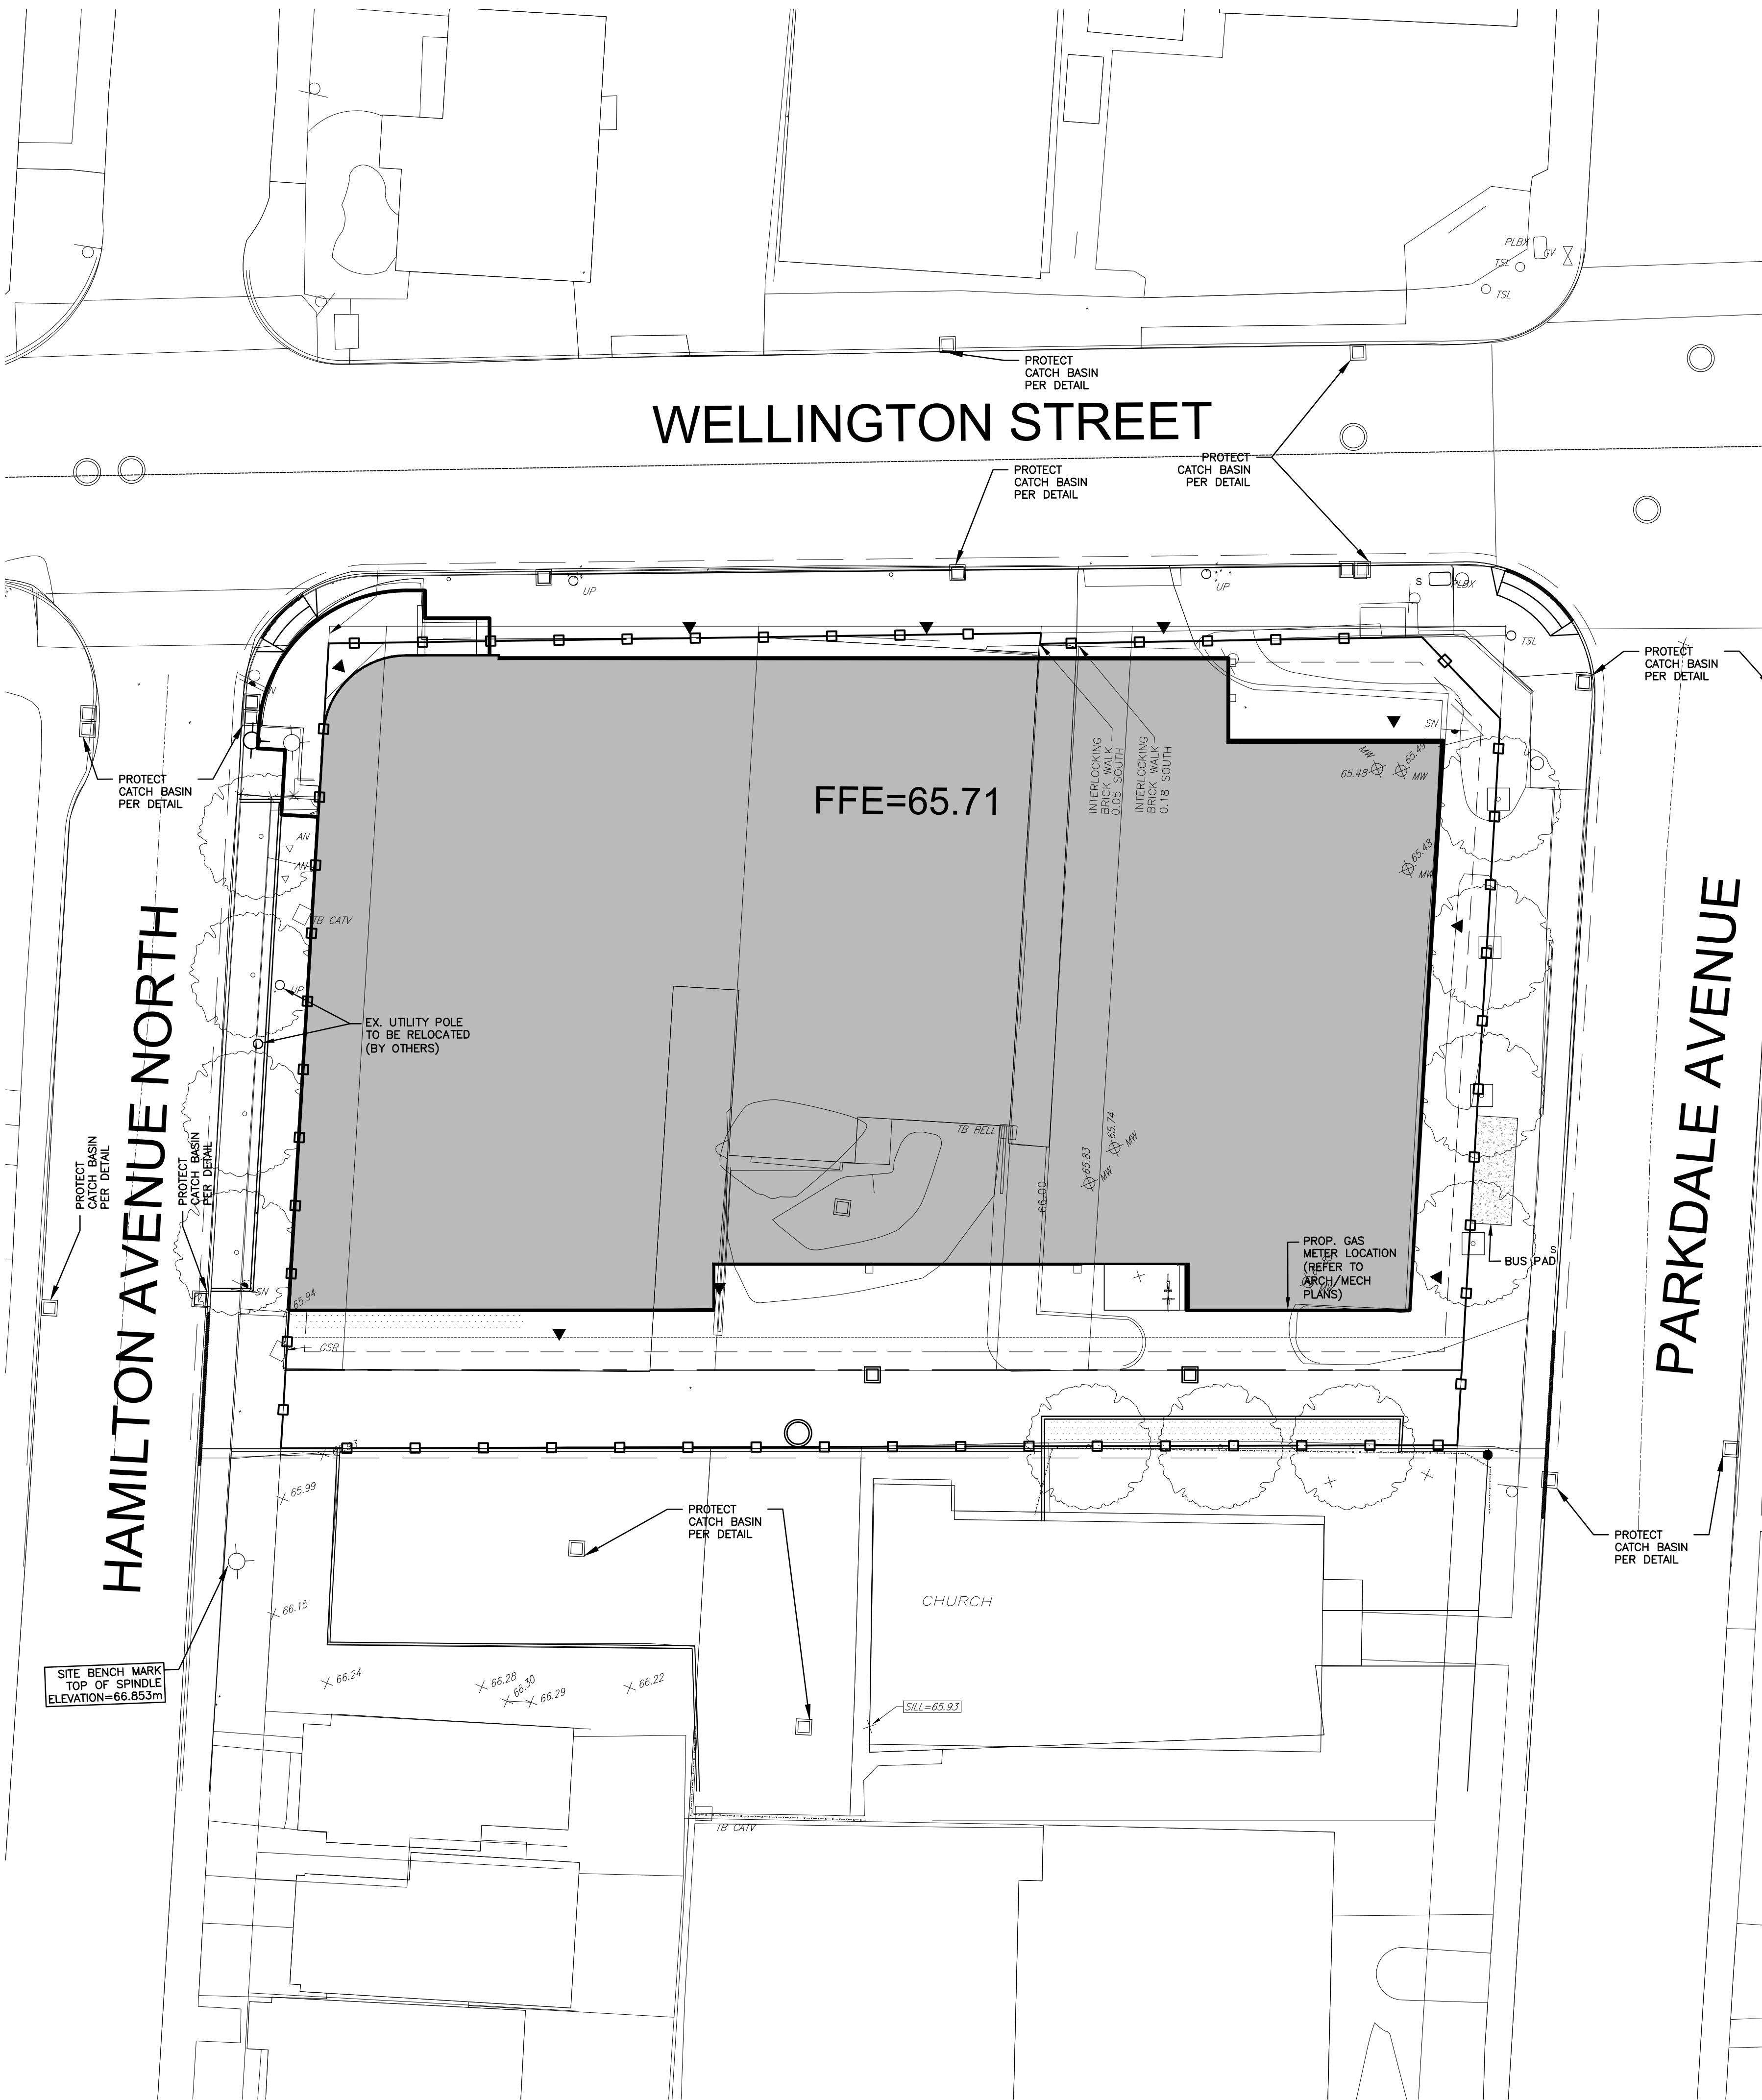 PLBX
GV
TSL
TSL
PROTECT
CATCH BASIN
PER DETAIL
WELLINGTON STREET
PROTECT
CATCH BASIN
PER DETAIL
PROTECT
CATCH BASIN
PER DETAIL
UP
UP
S
PLBX
TSL
PROTECT
CATCH BASIN
PER DETAIL
SN
PROTECT
CATCH BASIN
PER DETAIL
INTERLOCKING
BRICK WALK
0.05 SOUTH
INTERLOCKING
BRICK WALK
0.18 SOUTH
MW
65.48
65.49
MW
FFE=65.71
AN
AN
65.48
MW
TB CATV
UP
EX. UTILITY POLE
TO BE RELOCATED
(BY OTHERS)
HAMILTON AVENUE NORTH
PARKDALE AVENUE
PROTECT
CATCH BASIN
PER DETAIL
PROTECT
CATCH BASIN
PER DETAIL
TB BELL
65.74
MW
65.83
MW
66.00
PROP. GAS
METER LOCATION
(REFER TO
ARCH/MECH
PLANS)
MW
S
BUS PAD
SN
65.94
GSR
65.99
PROTECT
CATCH BASIN
PER DETAIL
PROTECT
CATCH BASIN
PER DETAIL
CHURCH
66.15
SITE BENCH MARK
TOP OF SPINDLE
ELEVATION=66.853m
66.24
66.28
66.30
66.29
66.22
SILL=65.93
TB CATV